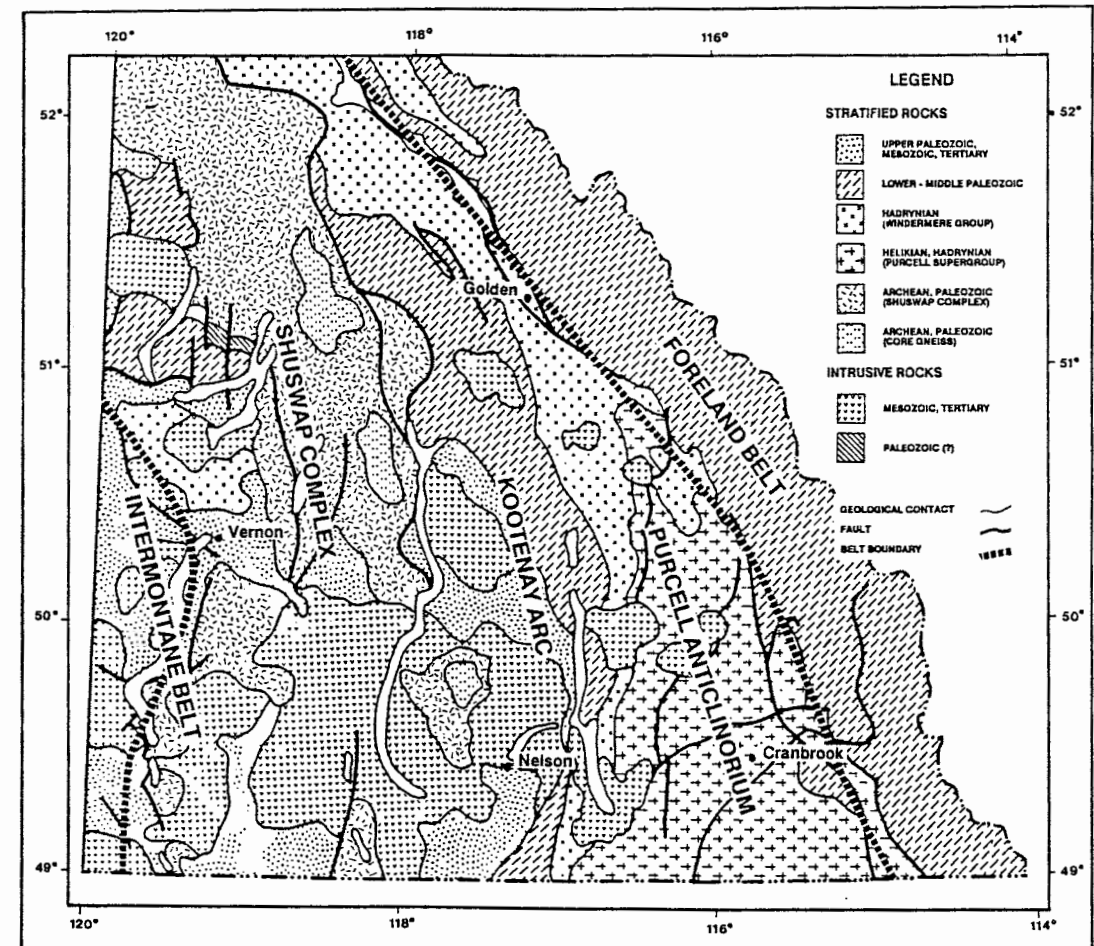 120°
118°
116°
114°
52°
52°
51°
51°
50°
50°
49°
49°
120°
118°
116°
114°
LEGEND
STRATIFIED ROCKS
UPPER PALEOZOIC,
MESOZOIC, TERTIARY
LOWER - MIDDLE PALEOZOIC
HADRYNIAN
(WINDERMERE GROUP)
HELIKIAN, HADRYNIAN
(PURCELL SUPERGROUP)
ARCHEAN, PALEOZOIC
(SHUSWAP COMPLEX)
ARCHEAN, PALEOZOIC
(CORE GNEISS)
INTRUSIVE ROCKS
MESOZOIC, TERTIARY
PALEOZOIC (?)
GEOLOGICAL CONTACT
FAULT
BELT BOUNDARY
Golden
FORELAND BELT
SHUSWAP COMPLEX
KOOTENAY ARC
INTERMONTANE BELT
Vernon
PURCELL ANTICLINORIUM
Nelson
Cranbrook